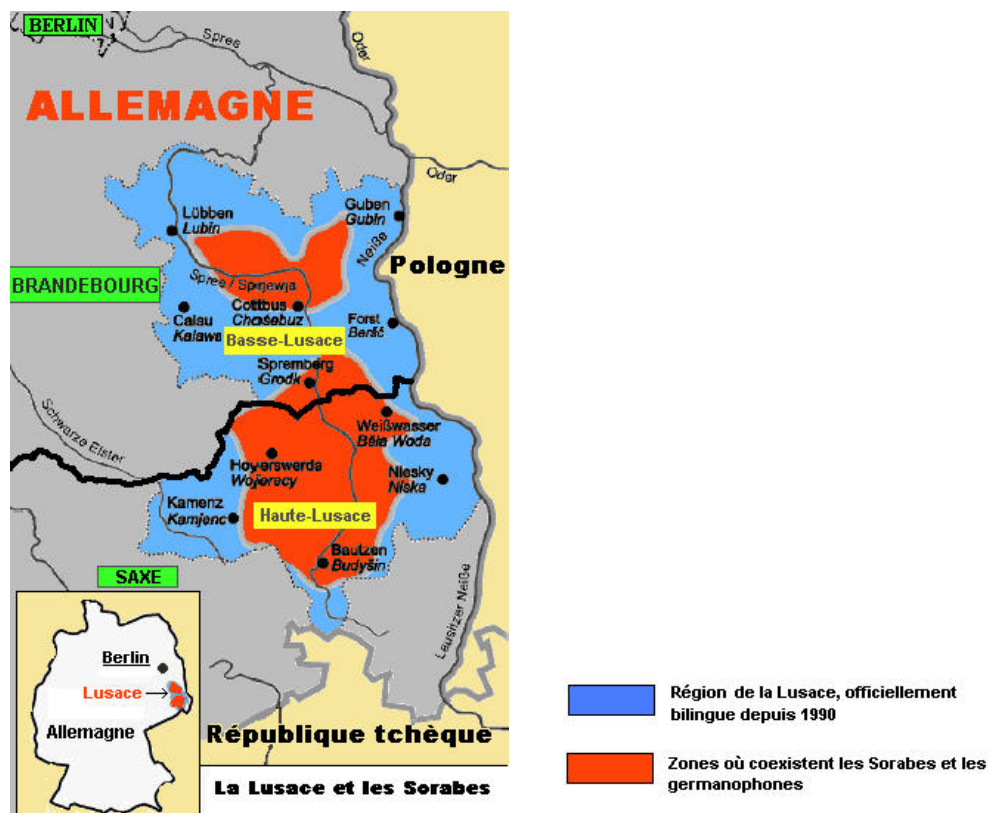 BERLIN
Spree
Oder
ALLEMAGNE
Oder
Lübben
Lubin
Guben
Gubin
Neiße
Pologne
BRANDEBOURG
Spree / Sprjewja
Cottbus
Chośebuz
Calau
Kalawa
Forst
Barść
Basse-Lusace
Spremberg
Grodk
Schwarze Elster
Weißwasser
Běła Woda
Hoyerswerda
Wojerecy
Niesky
Niska
Kamenz
Kamjenc
Haute-Lusace
Bautzen
Budyšin
SAXE
Lausitzer Neiße
Berlin
Lusace
Allemagne
République tchèque
La Lusace et les Sorabes
Région de la Lusace, officiellement
bilingue depuis 1990
Zones où coexistent les Sorabes et les
germanophones